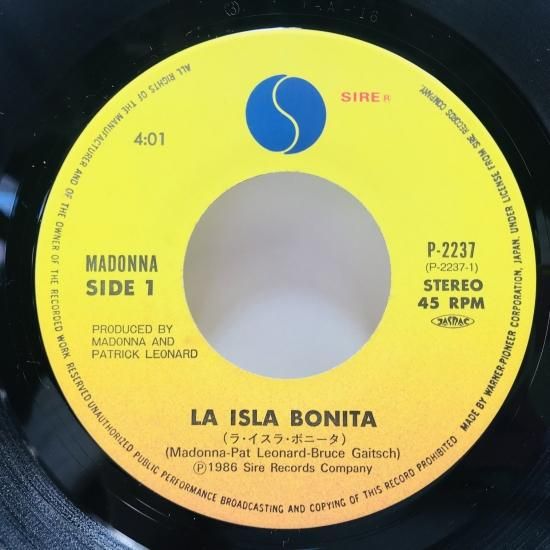 SIRE®
4:01
MADONNA
SIDE 1
PRODUCED BY
MADONNA AND
PATRICK LEONARD
P-2237
(P-2237-1)
STEREO
45 RPM
JASRAC
LA ISLA BONITA
(ラ・イスラ・ボニータ)
(Madonna-Pat Leonard-Bruce Gaitsch)
℗1986 Sire Records Company
ALL RIGHTS OF THE MANUFACTURER AND OF THE OWNER OF THE RECORDED WORK RESERVED UNAUTHORIZED PUBLIC PERFORMANCE BROADCASTING AND COPYING OF THIS RECORD PROHIBITED
MADE BY WARNER-PIONEER CORPORATION, JAPAN. UNDER LICENSE FROM SIRE RECORDS COMPANY.